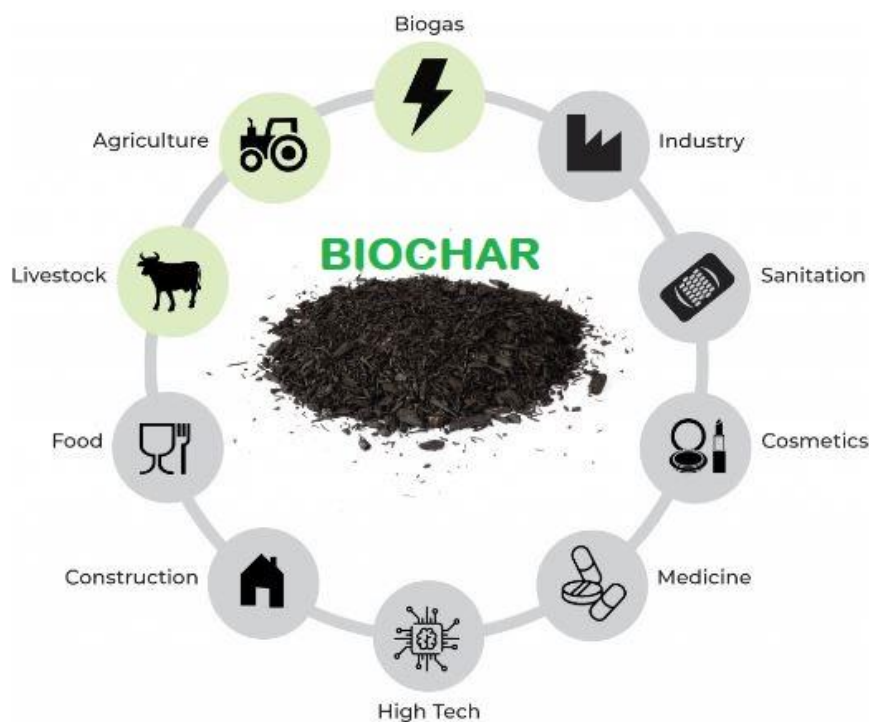 Biogas
Agriculture
Industry
BIOCHAR
Livestock
Sanitation
Food
Cosmetics
Construction
Medicine
High Tech